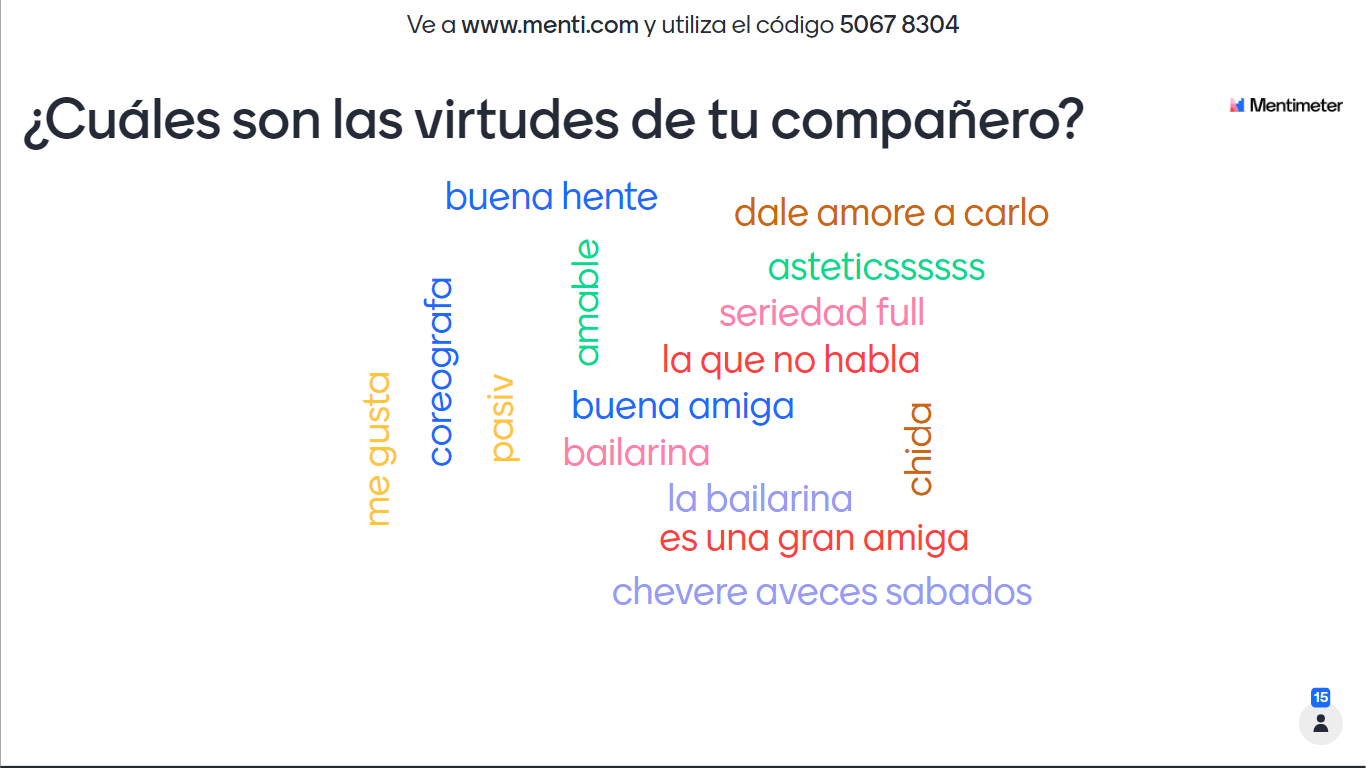 Ve a www.menti.com y utiliza el código 5067 8304
¿Cuáles son las virtudes de tu compañero?
Mentimeter
buena hente
dale amore a carlo
amable
asteticssssss
coreografa
seriedad full
la que no habla
me gusta
pasiv
buena amiga
chida
bailarina
la bailarina
es una gran amiga
chevere aveces sabados
15